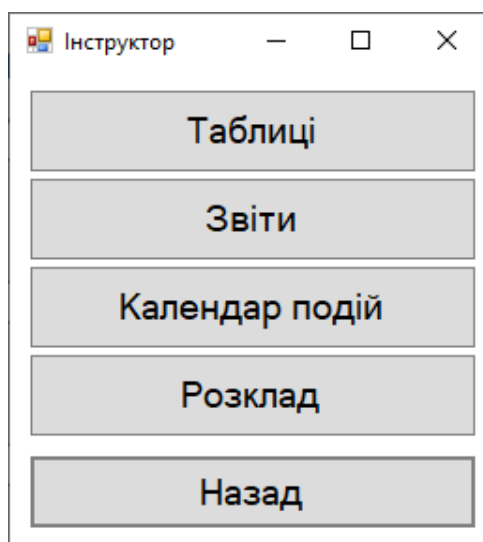 Інструктор
Таблиці
Звіти
Календар подій
Розклад
Назад